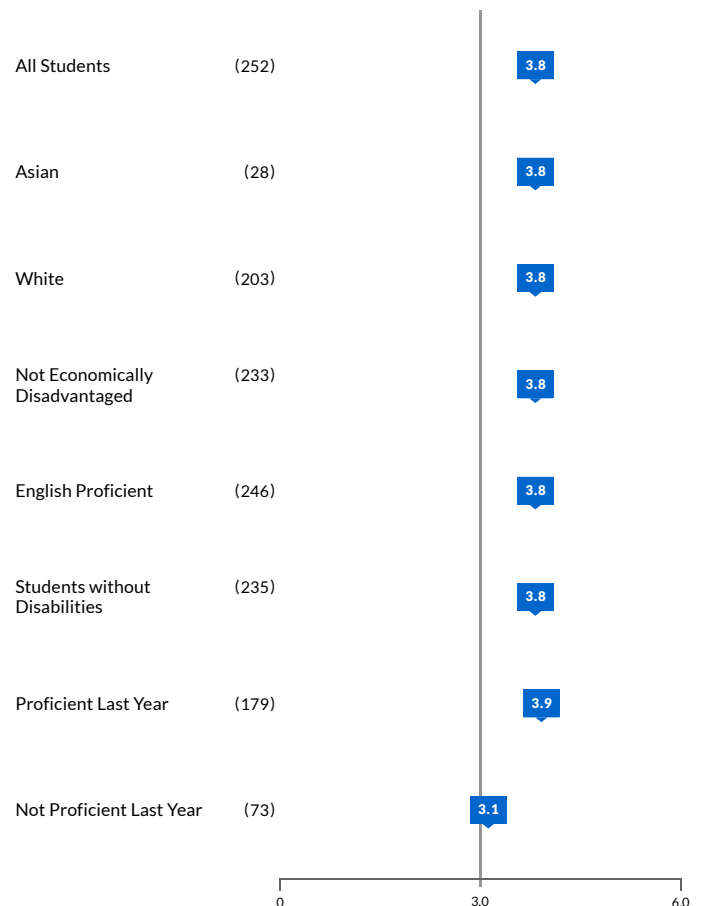 All Students (252) 3.8
Asian (28) 3.8
White (203) 3.8
Not Economically (233) 3.8
Disadvantaged
English Proficient (246) 3.8
Students without (235) 3.8
Disabilities
Proficient Last Year (179) 3.9
Not Proficient Last Year (73) 3.1
0 3.0 6.0